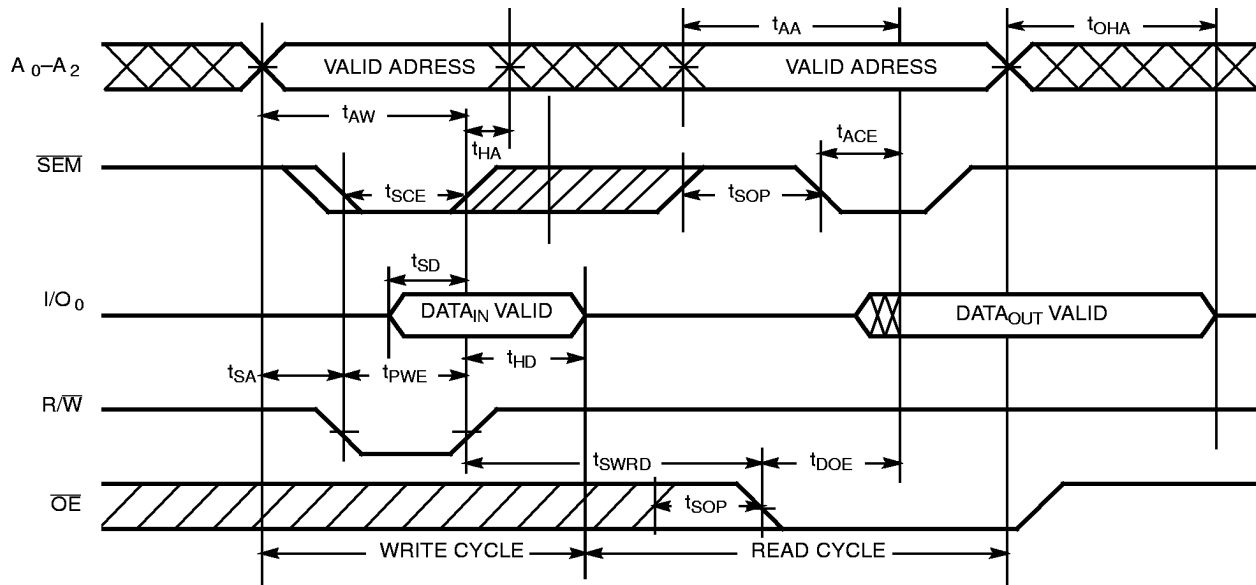 tAA
tOHA
A0–A2
VALID ADRESS
VALID ADRESS
tAW
tHA
tACE
SEM
tSCE
tSOP
tSD
I/O0
DATAIN VALID
DATAOUT VALID
tHD
tSA
tPWE
R/W
tSWRD
tDOE
OE
tSOP
WRITE CYCLE
READ CYCLE